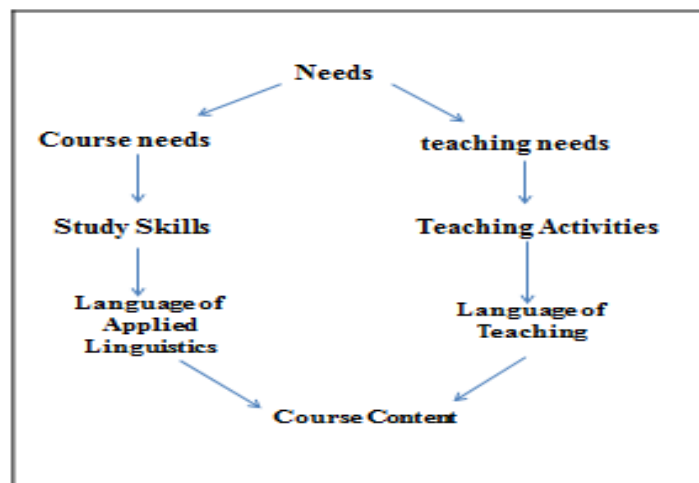 Needs
Course needs
teaching needs
Study Skills
Teaching Activities
Language of
Applied
Linguistics
Language of
Teaching
Course Content